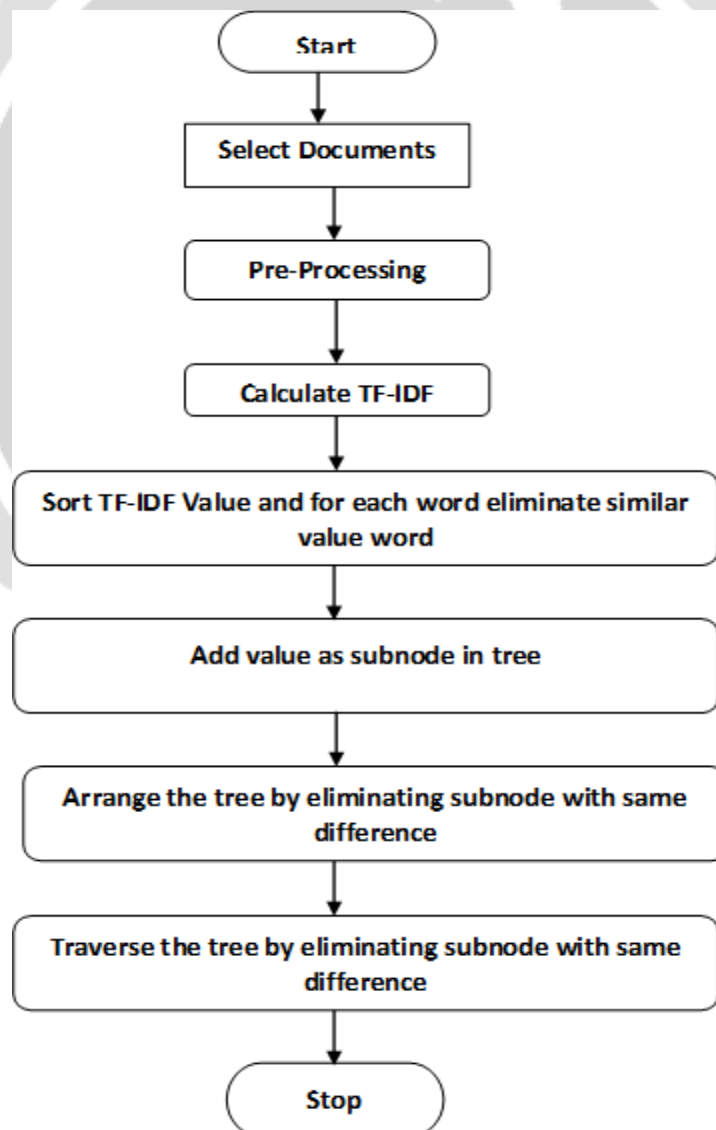 Start
Select Documents
Pre-Processing
Calculate TF-IDF
Sort TF-IDF Value and for each word eliminate similar
value word
Add value as subnode in tree
Arrange the tree by eliminating subnode with same
difference
Traverse the tree by eliminating subnode with same
difference
Stop